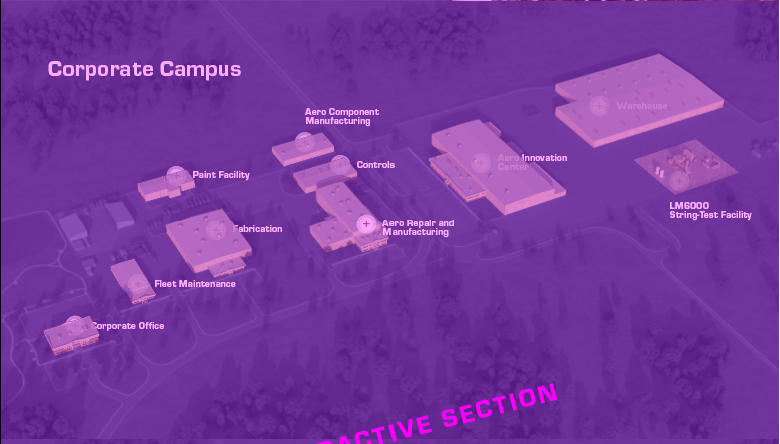 Corporate Campus
Aero Component
Manufacturing
Warehouse
Controls
Aero Innovation
Center
Paint Facility
LM6000
String-Test Facility
Aero Repair and
Manufacturing
Fabrication
Fleet Maintenance
Corporate Office
ACTIVE SECTION